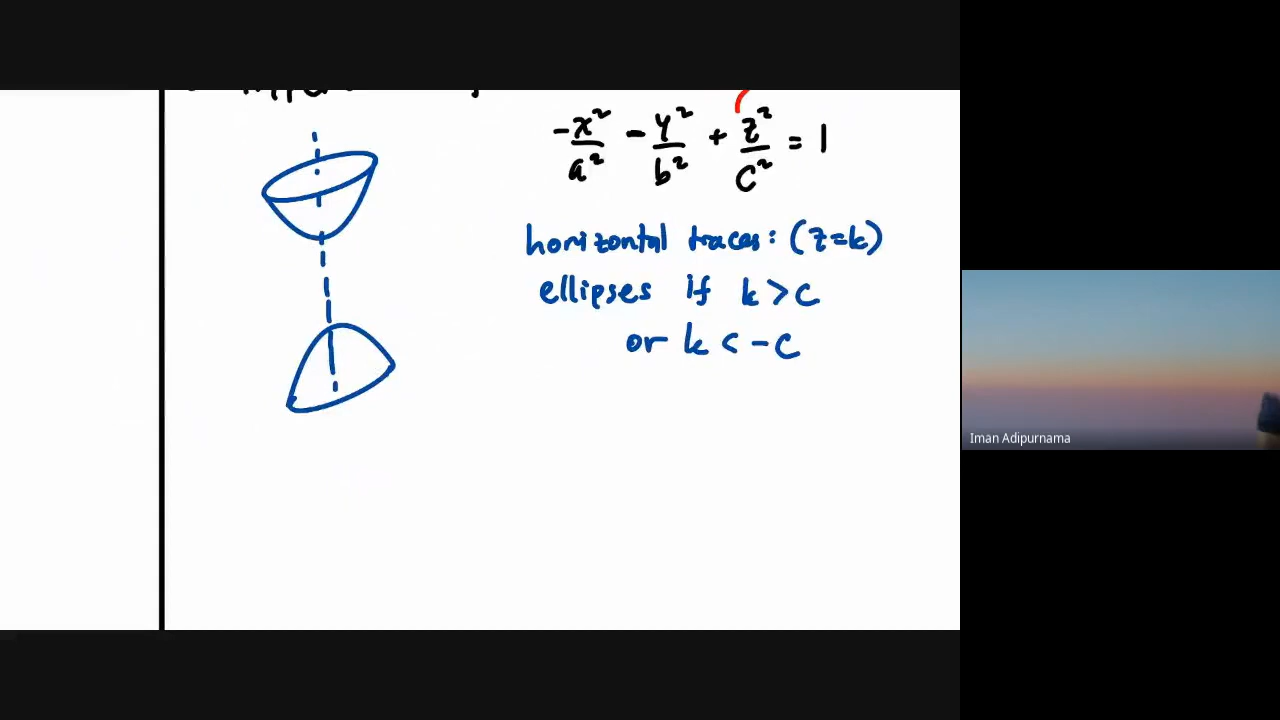 -x²/a² - y²/b² + z²/c² = 1
horizontal traces: (z=k)
ellipses if k > c
or k < -c
Iman Adipurnama